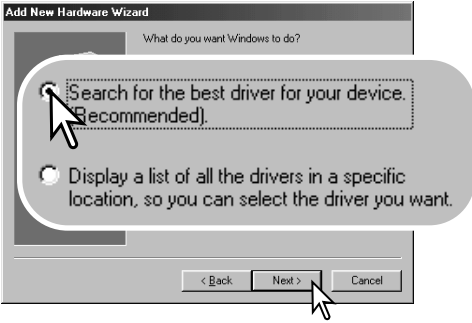 Add New Hardware Wizard
What do you want Windows to do?
Search for the best driver for your device.
(Recommended).
Display a list of all the drivers in a specific
location, so you can select the driver you want.
< Back Next > Cancel